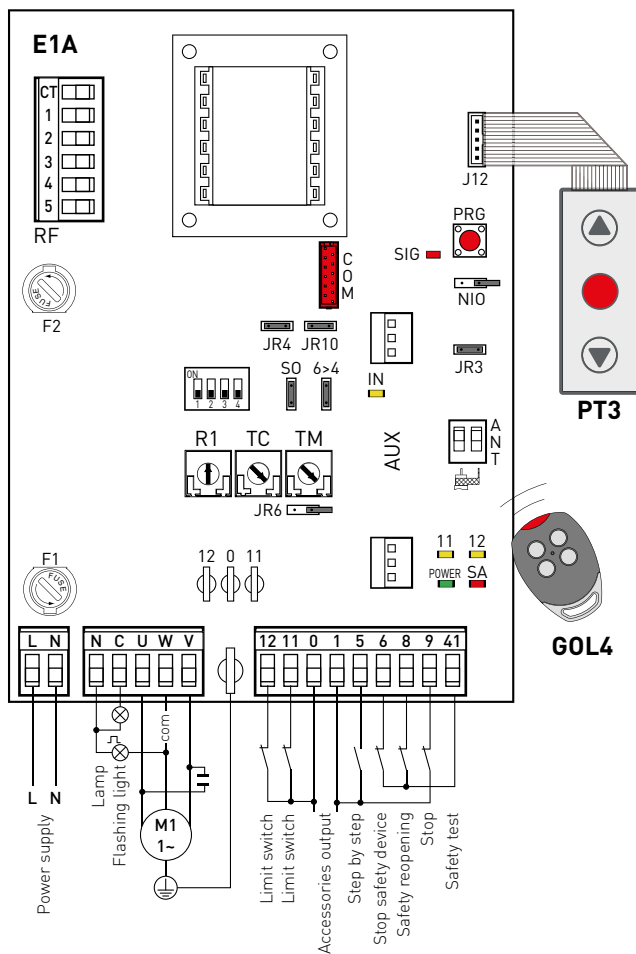 E1A
CT
1
2
3
4
5
RF
J12
PRG
SIG
COM
NIO
FUSE
F2
JR4 JR10
JR3
ON
1 2 3 4
SO 6>4
IN
PT3
R1 TC TM
AUX
ANT
JR6
12 0 11
11 12
POWER SA
F1
FUSE
GOL4
L N
N C U W V
12 11 0 1 5 6 8 9 41
L N
Power supply
Lamp
Flashing light
com
M1
1~
Limit switch
Limit switch
Accessories output
Step by step
Stop safety device
Safety reopening
Stop
Safety test